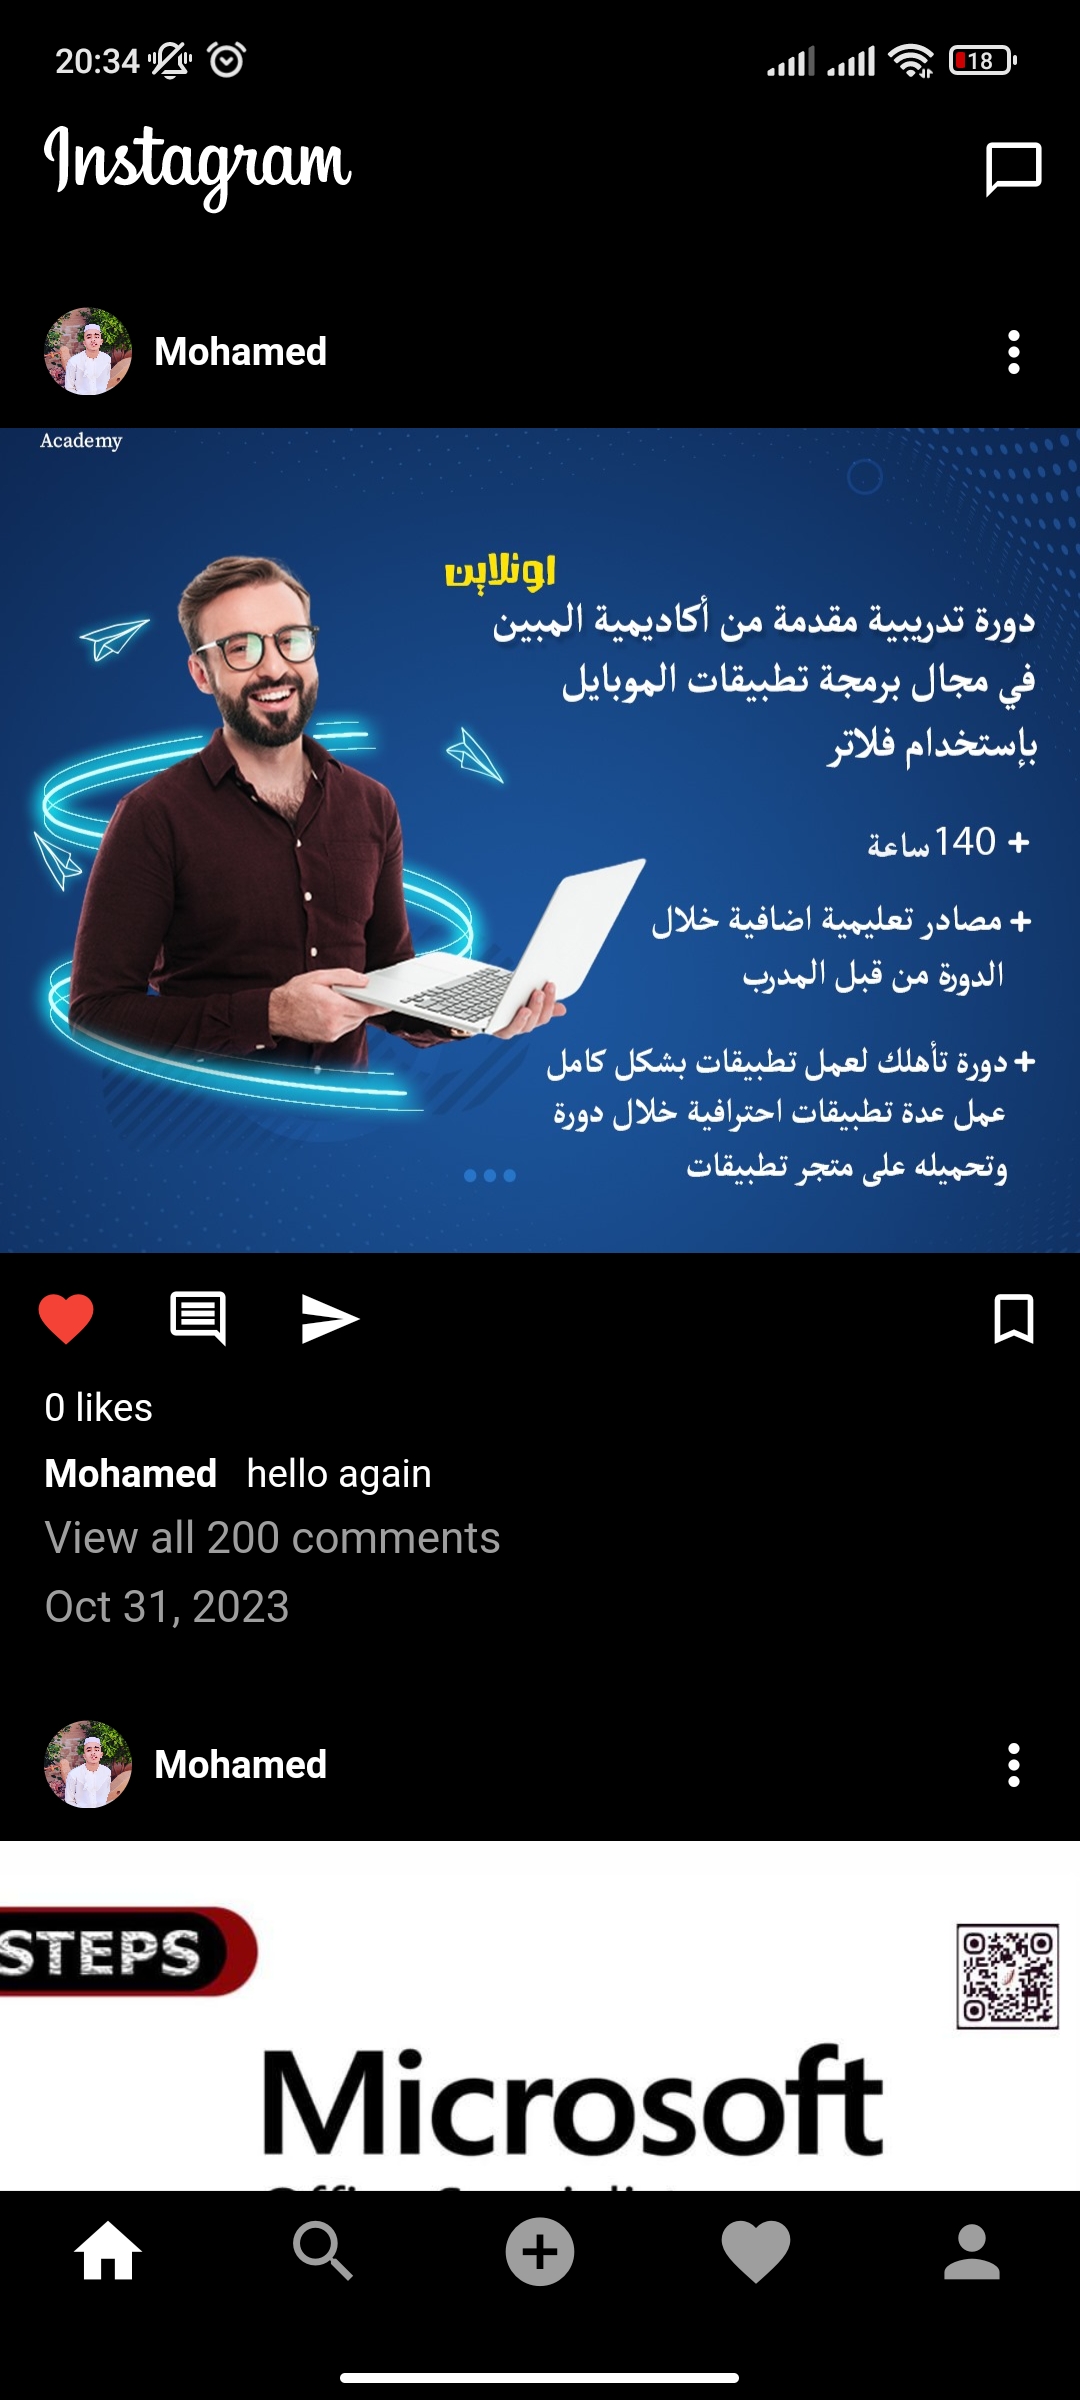 20:34
18
Instagram
Mohamed
Academy
اونلاين
دورة تدريبية مقدمة من أكاديمية المبين
في مجال برمجة تطبيقات الموبايل
بإستخدام فلاتر
+ 140 ساعة
+ مصادر تعليمية اضافية خلال
الدورة من قبل المدرب
+ دورة تأهلك لعمل تطبيقات بشكل كامل
عمل عدة تطبيقات احترافية خلال دورة
وتحميله على متجر تطبيقات
0 likes
Mohamed hello again
View all 200 comments
Oct 31, 2023
Mohamed
STEPS
Microsoft